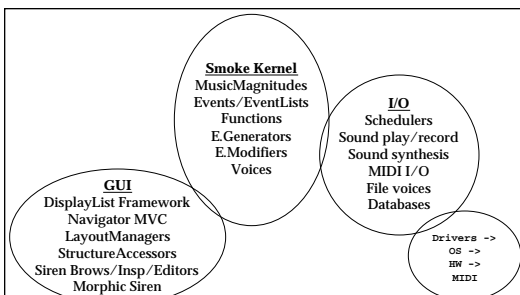 Smoke Kernel
MusicMagnitudes
Events/EventLists
Functions
E.Generators
E.Modifiers
Voices
I/O
Schedulers
Sound play/record
Sound synthesis
MIDI I/O
File voices
Databases
GUI
DisplayList Framework
Navigator MVC
LayoutManagers
StructureAccessors
Siren Brows/Insp/Editors
Morphic Siren
Drivers ->
OS ->
HW ->
MIDI